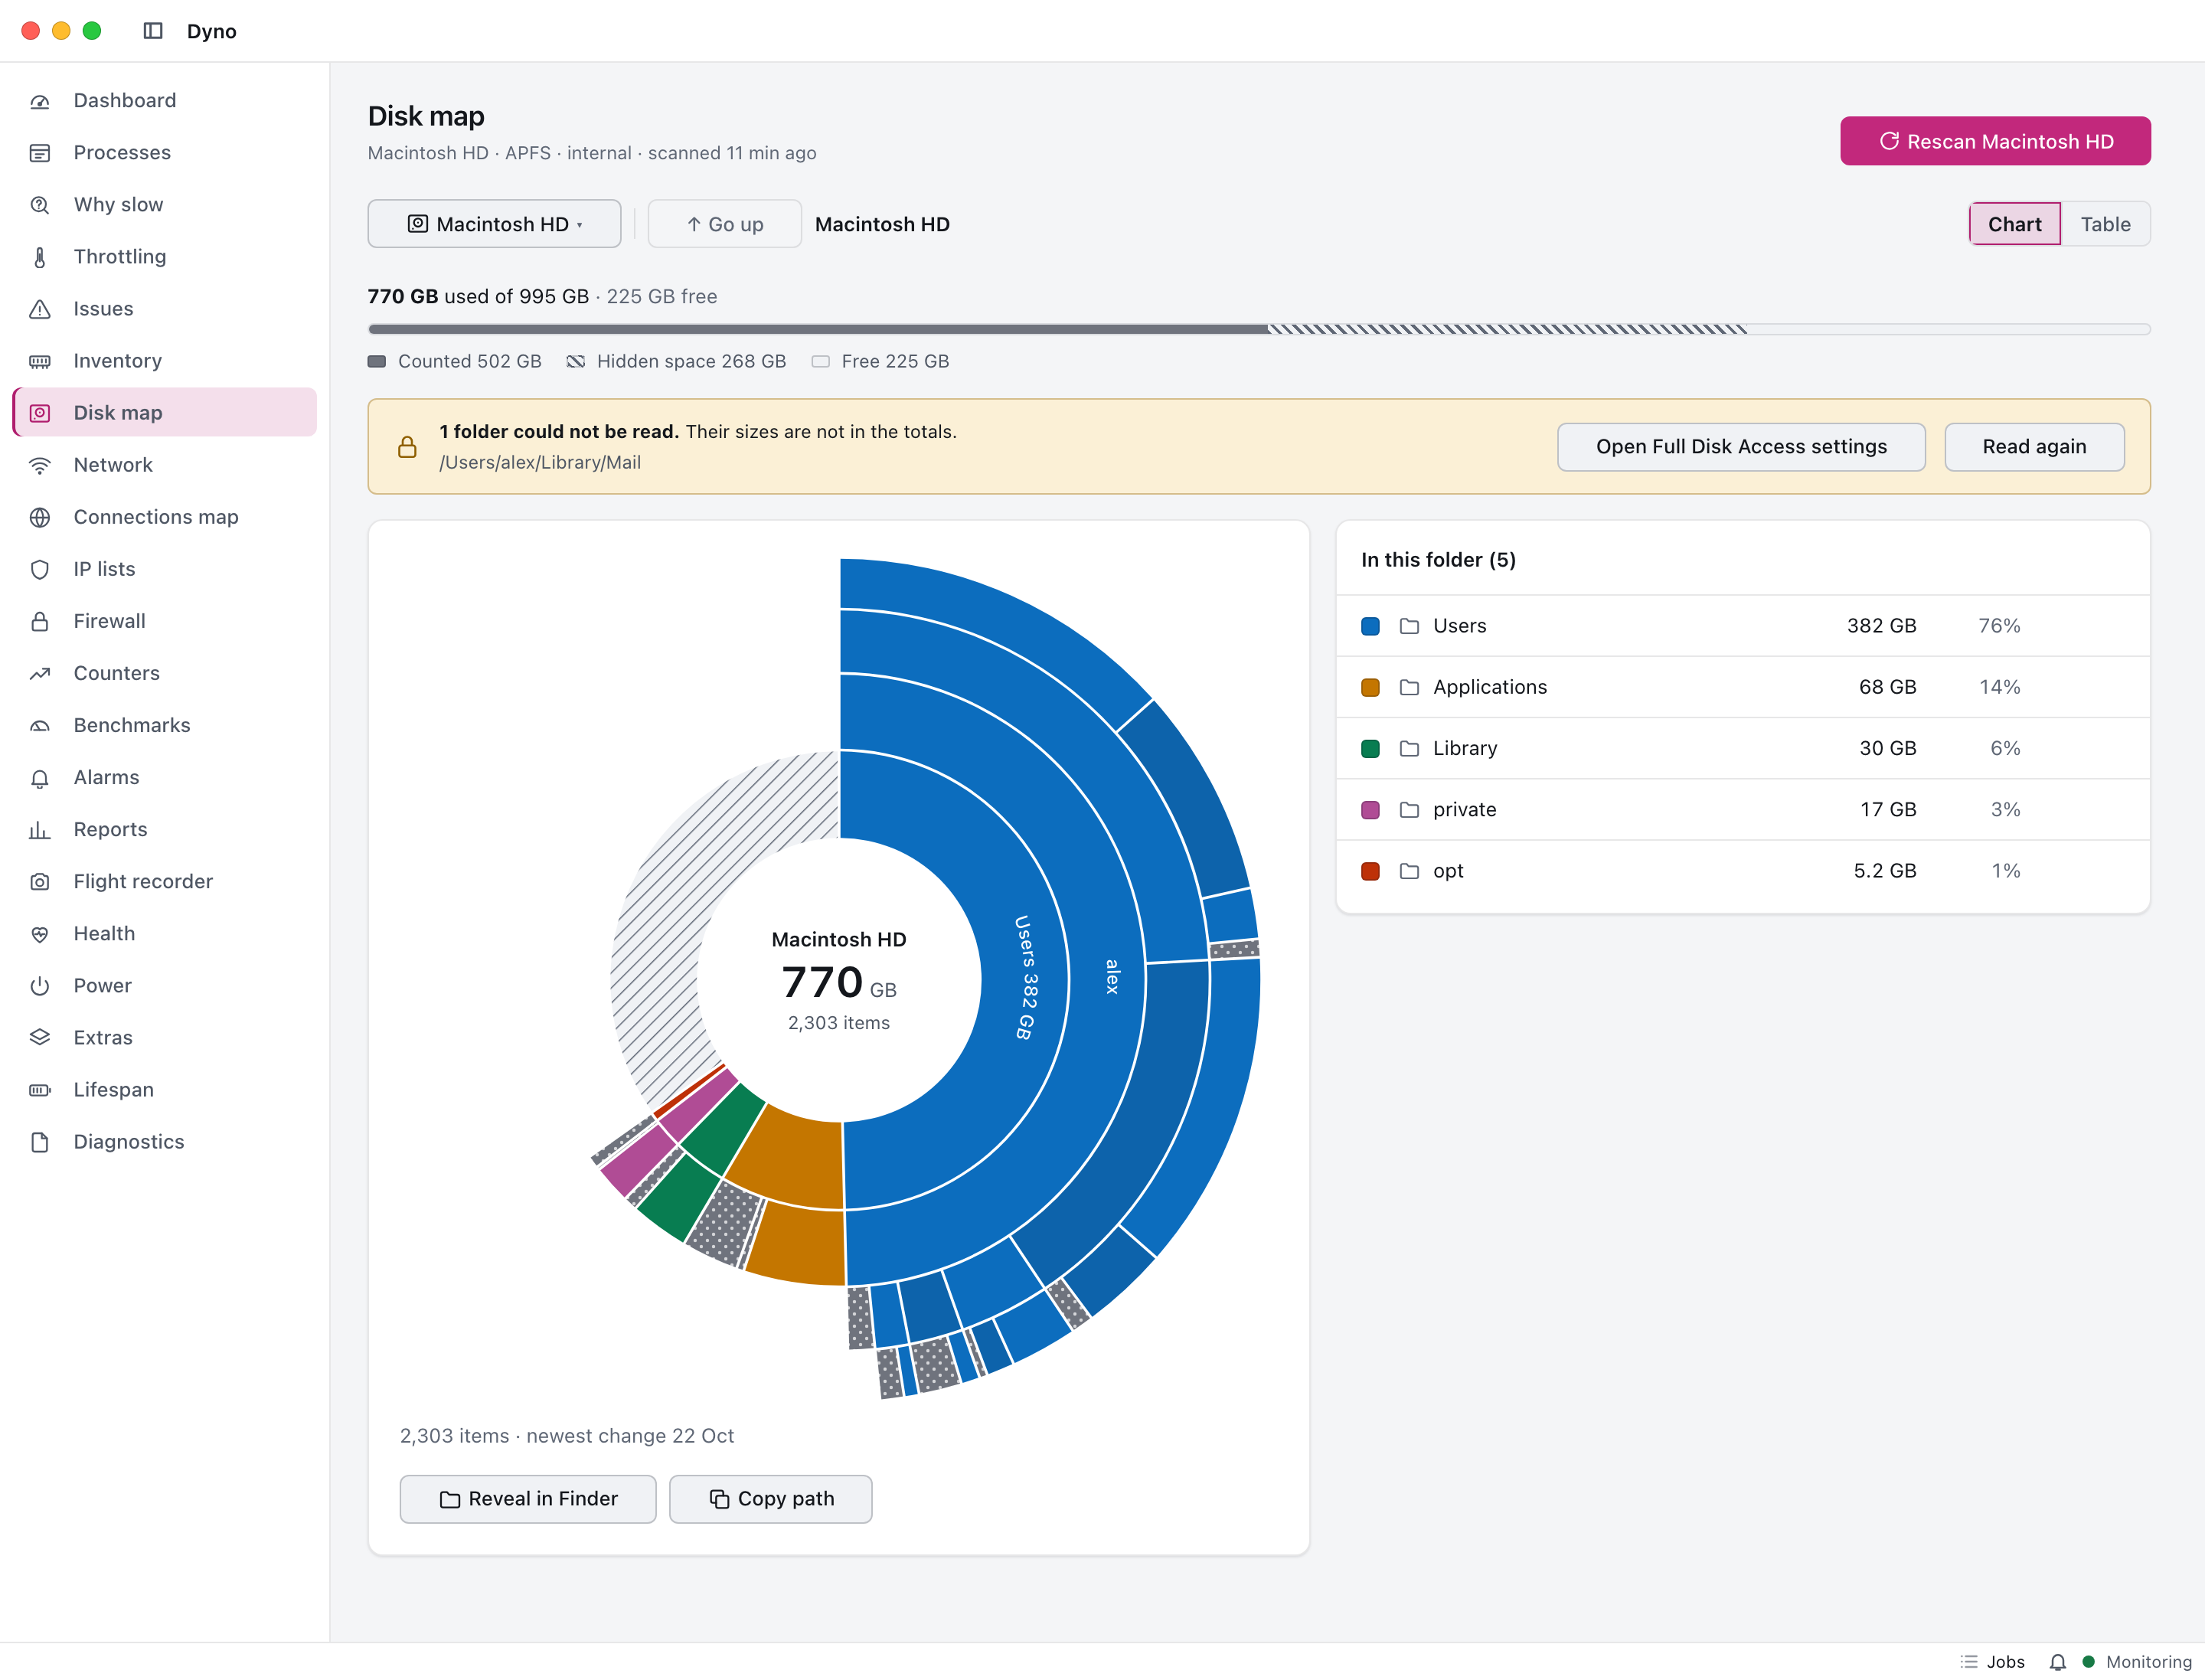 Dyno
Dashboard
Processes
Why slow
Throttling
Issues
Inventory
Disk map
Network
Connections map
IP lists
Firewall
Counters
Benchmarks
Alarms
Reports
Flight recorder
Health
Power
Extras
Lifespan
Diagnostics
Disk map
Macintosh HD · APFS · internal · scanned 11 min ago
Rescan Macintosh HD
Macintosh HD
Go up
Macintosh HD
Chart
Table
770 GB used of 995 GB · 225 GB free
Counted 502 GB
Hidden space 268 GB
Free 225 GB
1 folder could not be read. Their sizes are not in the totals.
/Users/alex/Library/Mail
Open Full Disk Access settings
Read again
Users 382 GB
alex
Macintosh HD
770 GB
2,303 items
2,303 items · newest change 22 Oct
Reveal in Finder
Copy path
In this folder (5)
Users 382 GB 76%
Applications 68 GB 14%
Library 30 GB 6%
private 17 GB 3%
opt 5.2 GB 1%
Jobs
Monitoring